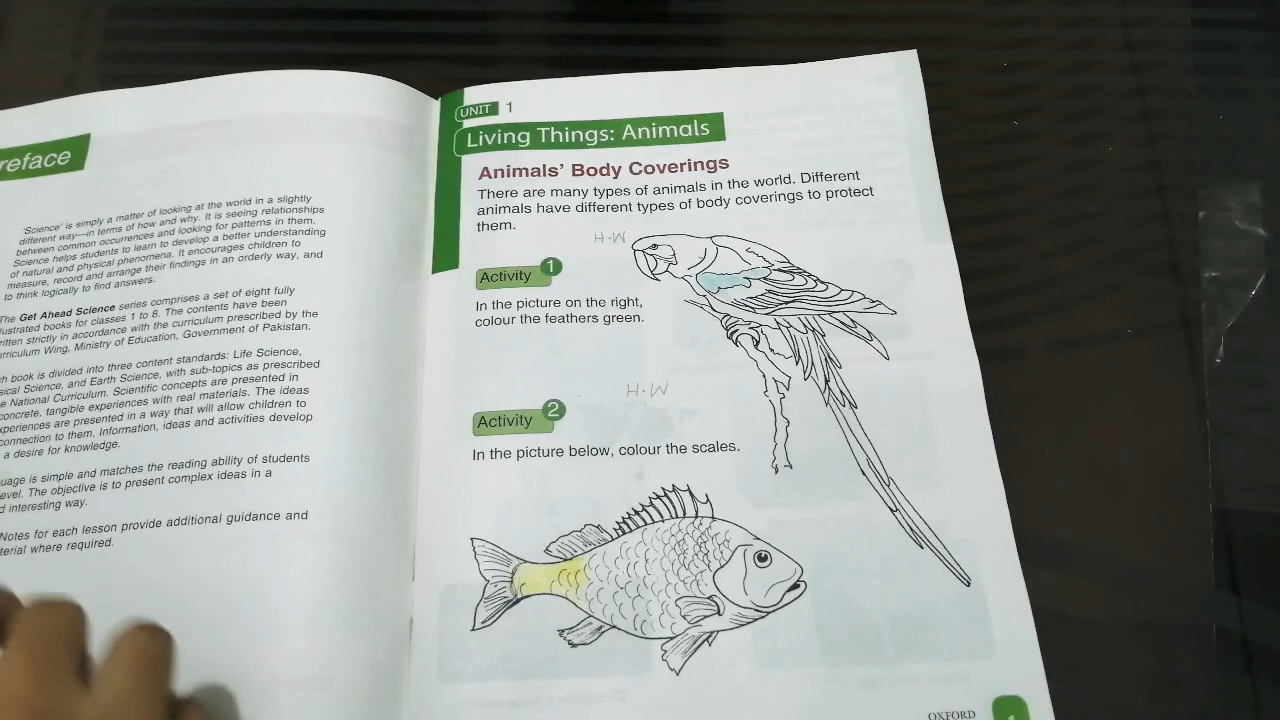 reface
'Science' is simply a matter of looking at the world in a slightly
different way—in terms of how and why. It is seeing relationships
between common occurrences and looking for patterns in them.
Science helps students to learn to develop a better understanding
of natural and physical phenomena. It encourages children to
measure, record and arrange their findings in an orderly way, and
to think logically to find answers.
The Get Ahead Science series comprises a set of eight fully
lustrated books for classes 1 to 8. The contents have been
ritten strictly in accordance with the curriculum prescribed by the
rriculum Wing, Ministry of Education, Government of Pakistan.
ch book is divided into three content standards: Life Science,
sical Science, and Earth Science, with sub-topics as prescribed
e National Curriculum. Scientific concepts are presented in
concrete, tangible experiences with real materials. The ideas
xperiences are presented in a way that will allow children to
connection to them. Information, ideas and activities develop
a desire for knowledge.
uage is simple and matches the reading ability of students
evel. The objective is to present complex ideas in a
d interesting way.
Notes for each lesson provide additional guidance and
terial where required.
UNIT 1
Living Things: Animals
Animals' Body Coverings
There are many types of animals in the world. Different
animals have different types of body coverings to protect
them.
H·W
Activity 1
In the picture on the right,
colour the feathers green.
H·W
Activity 2
In the picture below, colour the scales.
OXFORD
1